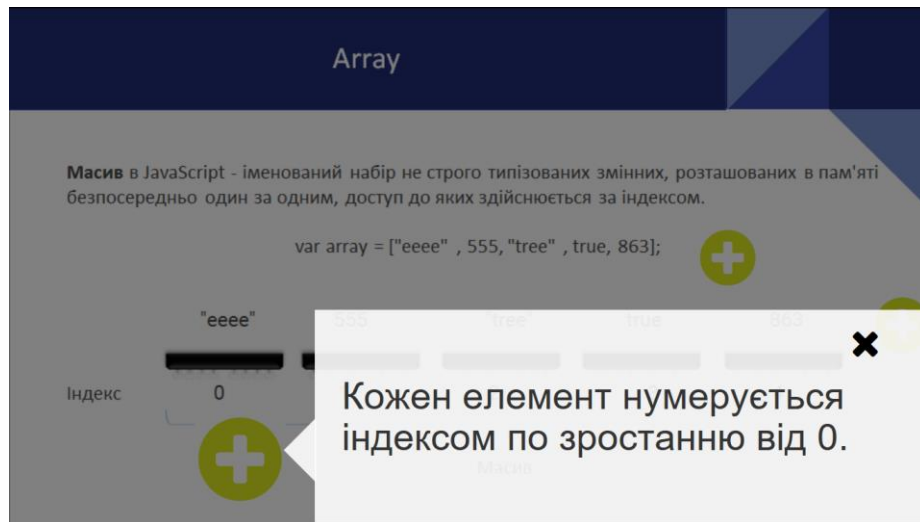 Array
Масив в JavaScript - іменований набір не строго типізованих змінних, розташованих в пам'яті
безпосередньо один за одним, доступ до яких здійснюється за індексом.
var array = ["eeee" , 555, "tree" , true, 863];
"eeee" 555 "tree" true 863
Індекс 0
Кожен елемент нумерується
індексом по зростанню від 0.
Масив